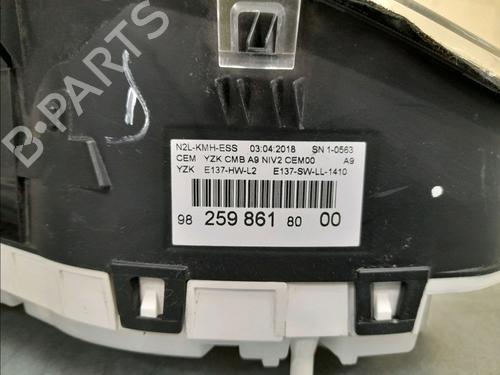 B-PARTS
N2L-KMH-ESS 03:04:2018 SN 1-0563
CEM YZK CMB A9 NIV2 CEM00 A9
YZK E137-HW-L2 E137-SW-LL-1410
98 259 861 80 00